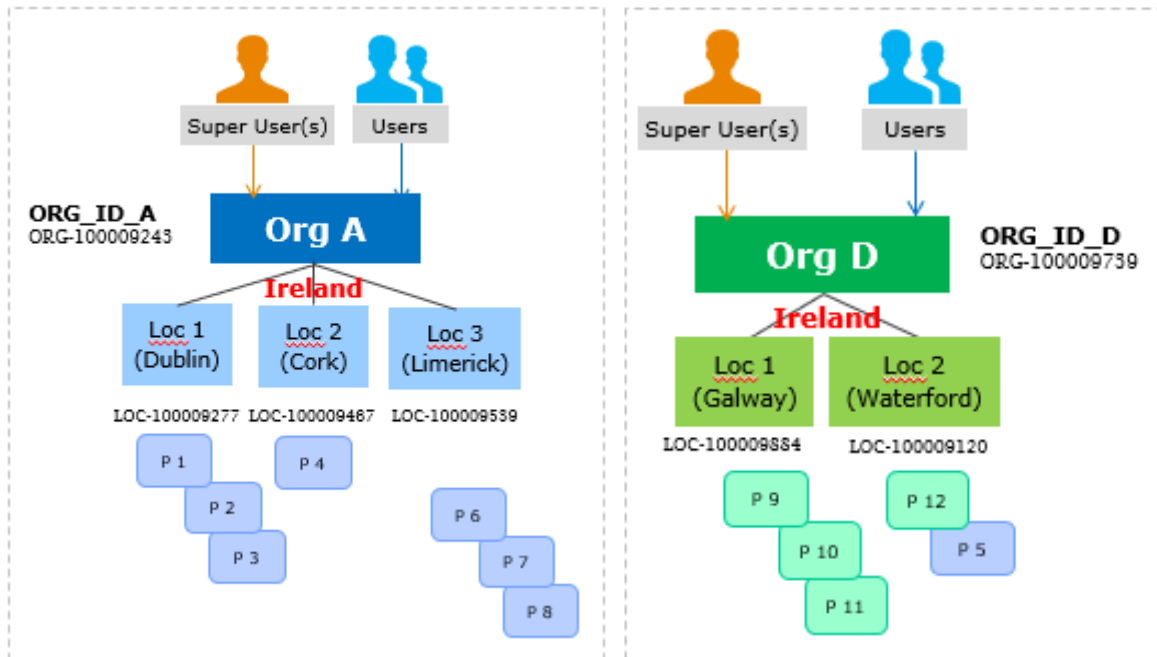 Super User(s)
Users
ORG_ID_A
ORG-100009243
Org A
Ireland
Loc 1
(Dublin)
Loc 2
(Cork)
Loc 3
(Limerick)
LOC-100009277
LOC-100009467
LOC-100009539
P 1
P 2
P 3
P 4
P 6
P 7
P 8
Super User(s)
Users
Org D
ORG_ID_D
ORG-100009739
Ireland
Loc 1
(Galway)
Loc 2
(Waterford)
LOC-100009884
LOC-100009120
P 9
P 10
P 11
P 12
P 5